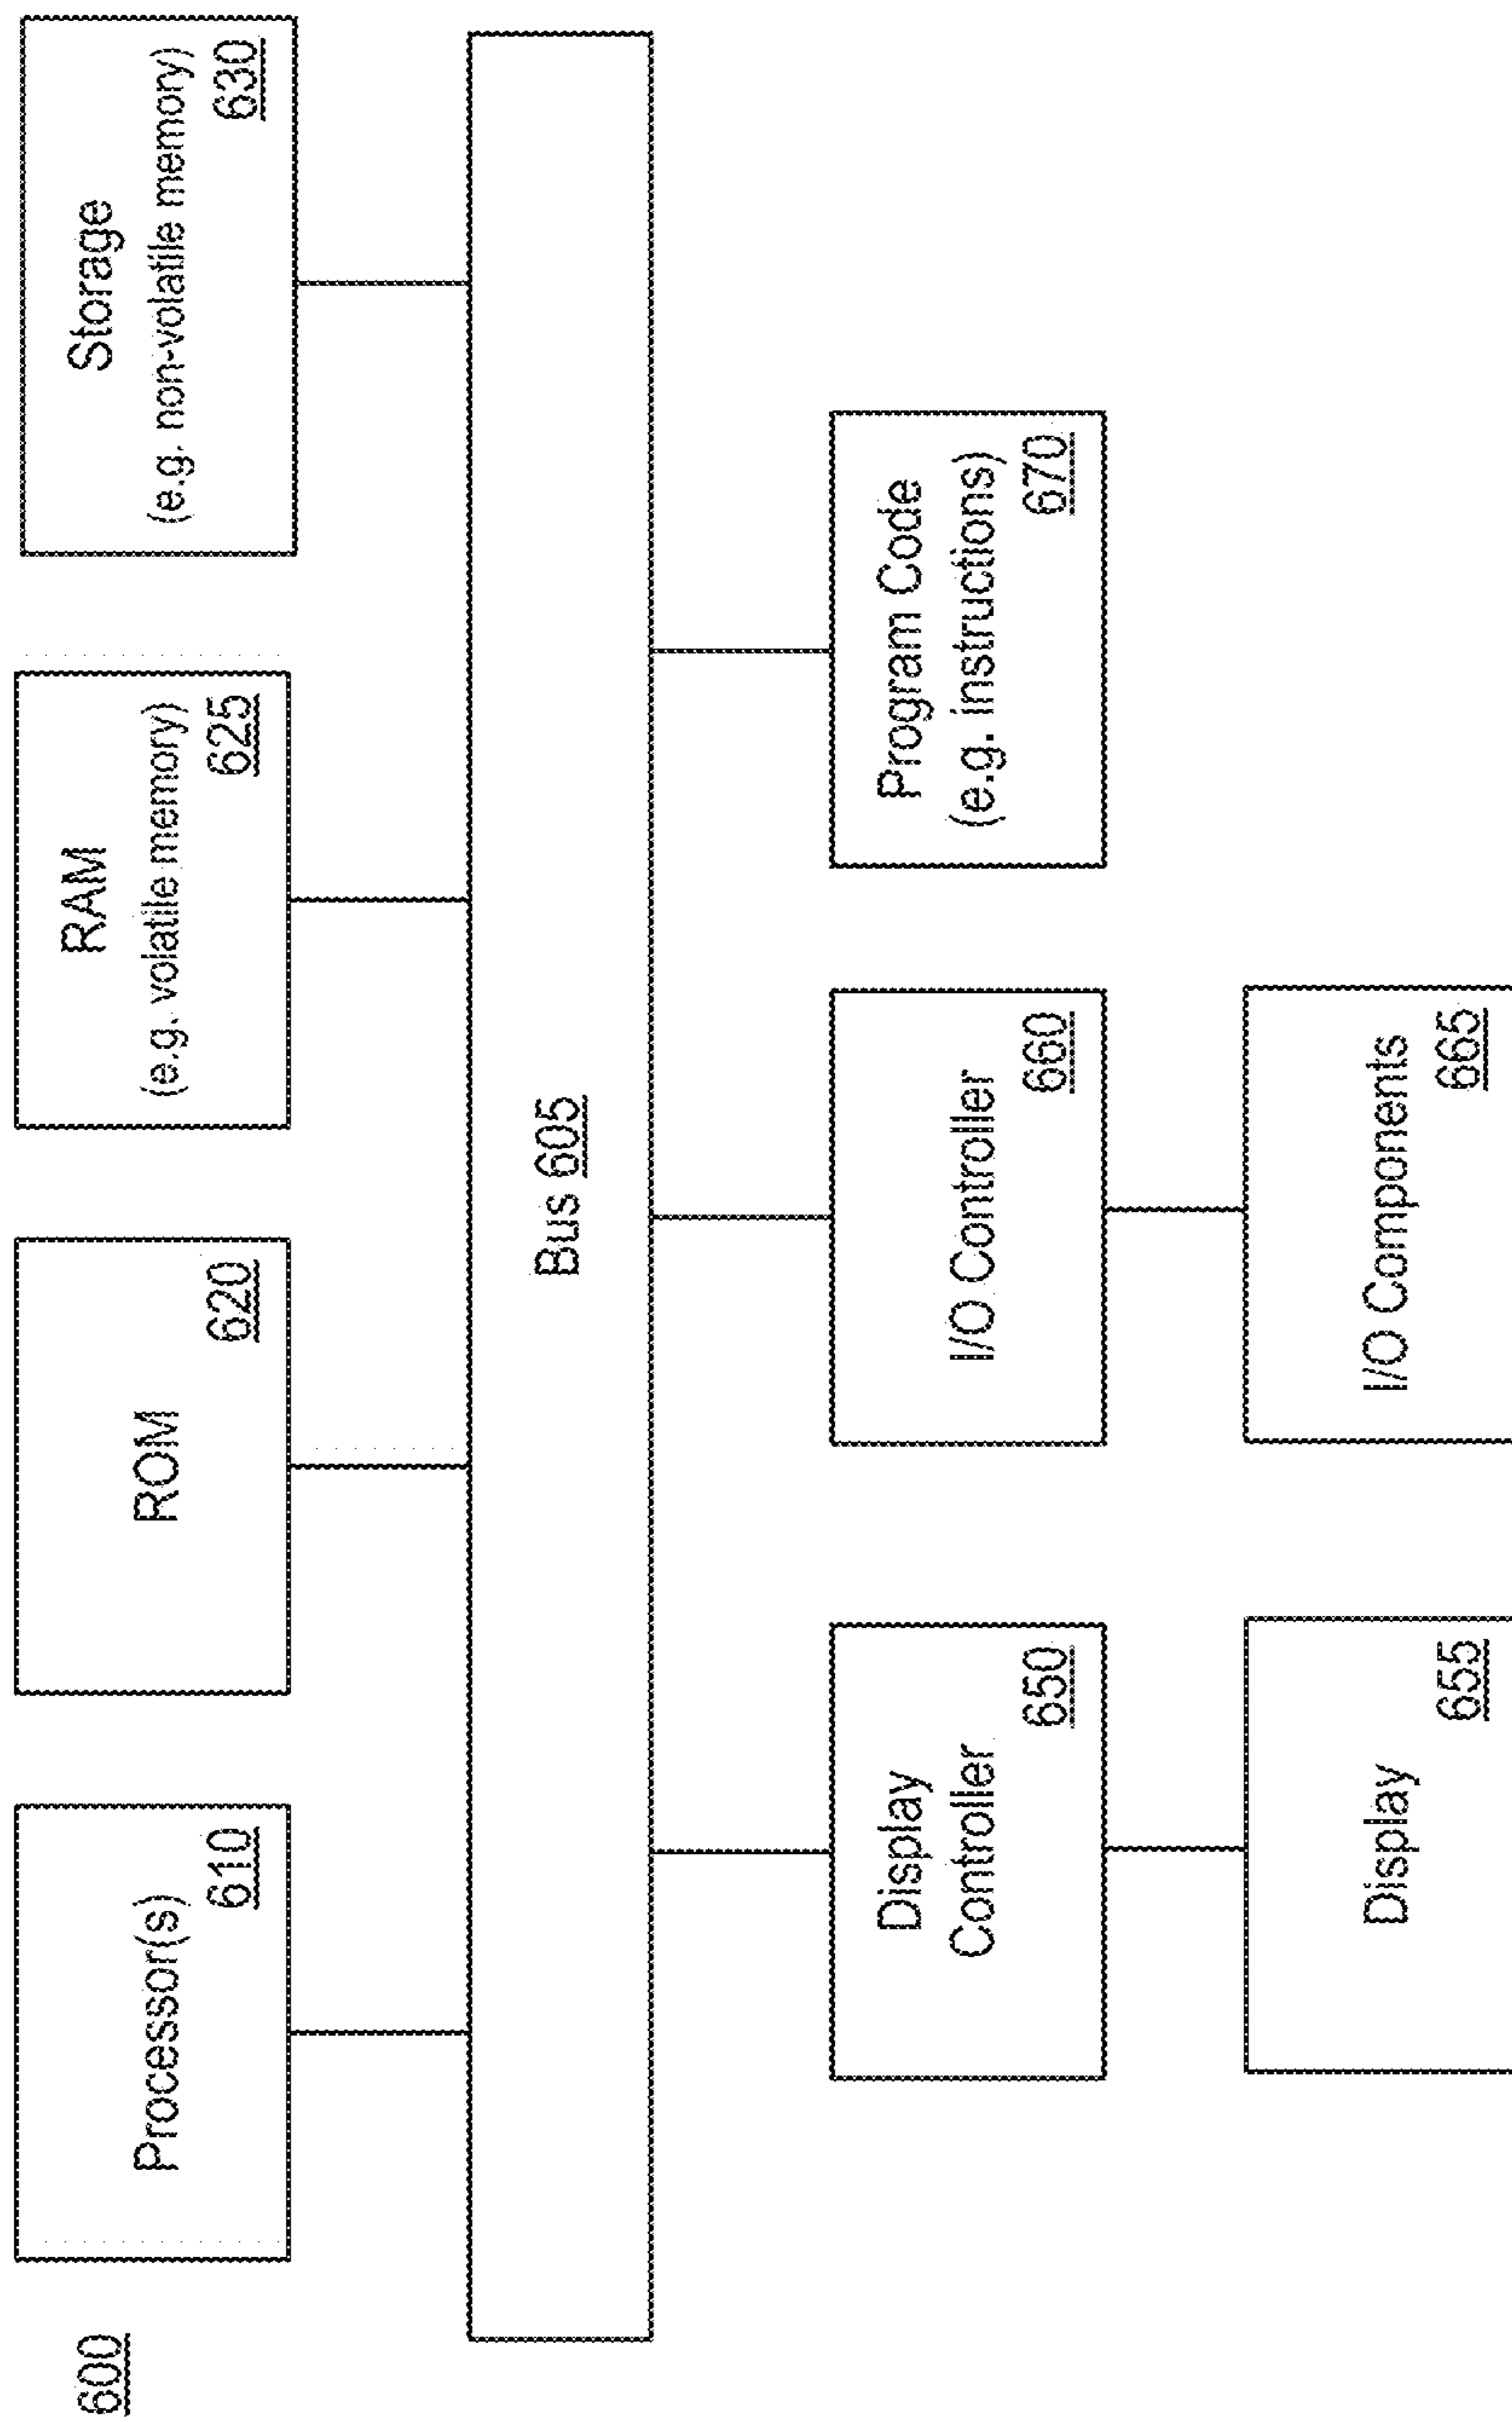 600
Processor(s)
610
ROM
620
RAM
(e.g. volatile memory)
625
Storage
(e.g. non-volatile memory)
630
Bus 605
Display
Controller
650
I/O Controller
660
Program Code
(e.g. instructions)
670
Display
655
I/O Components
665